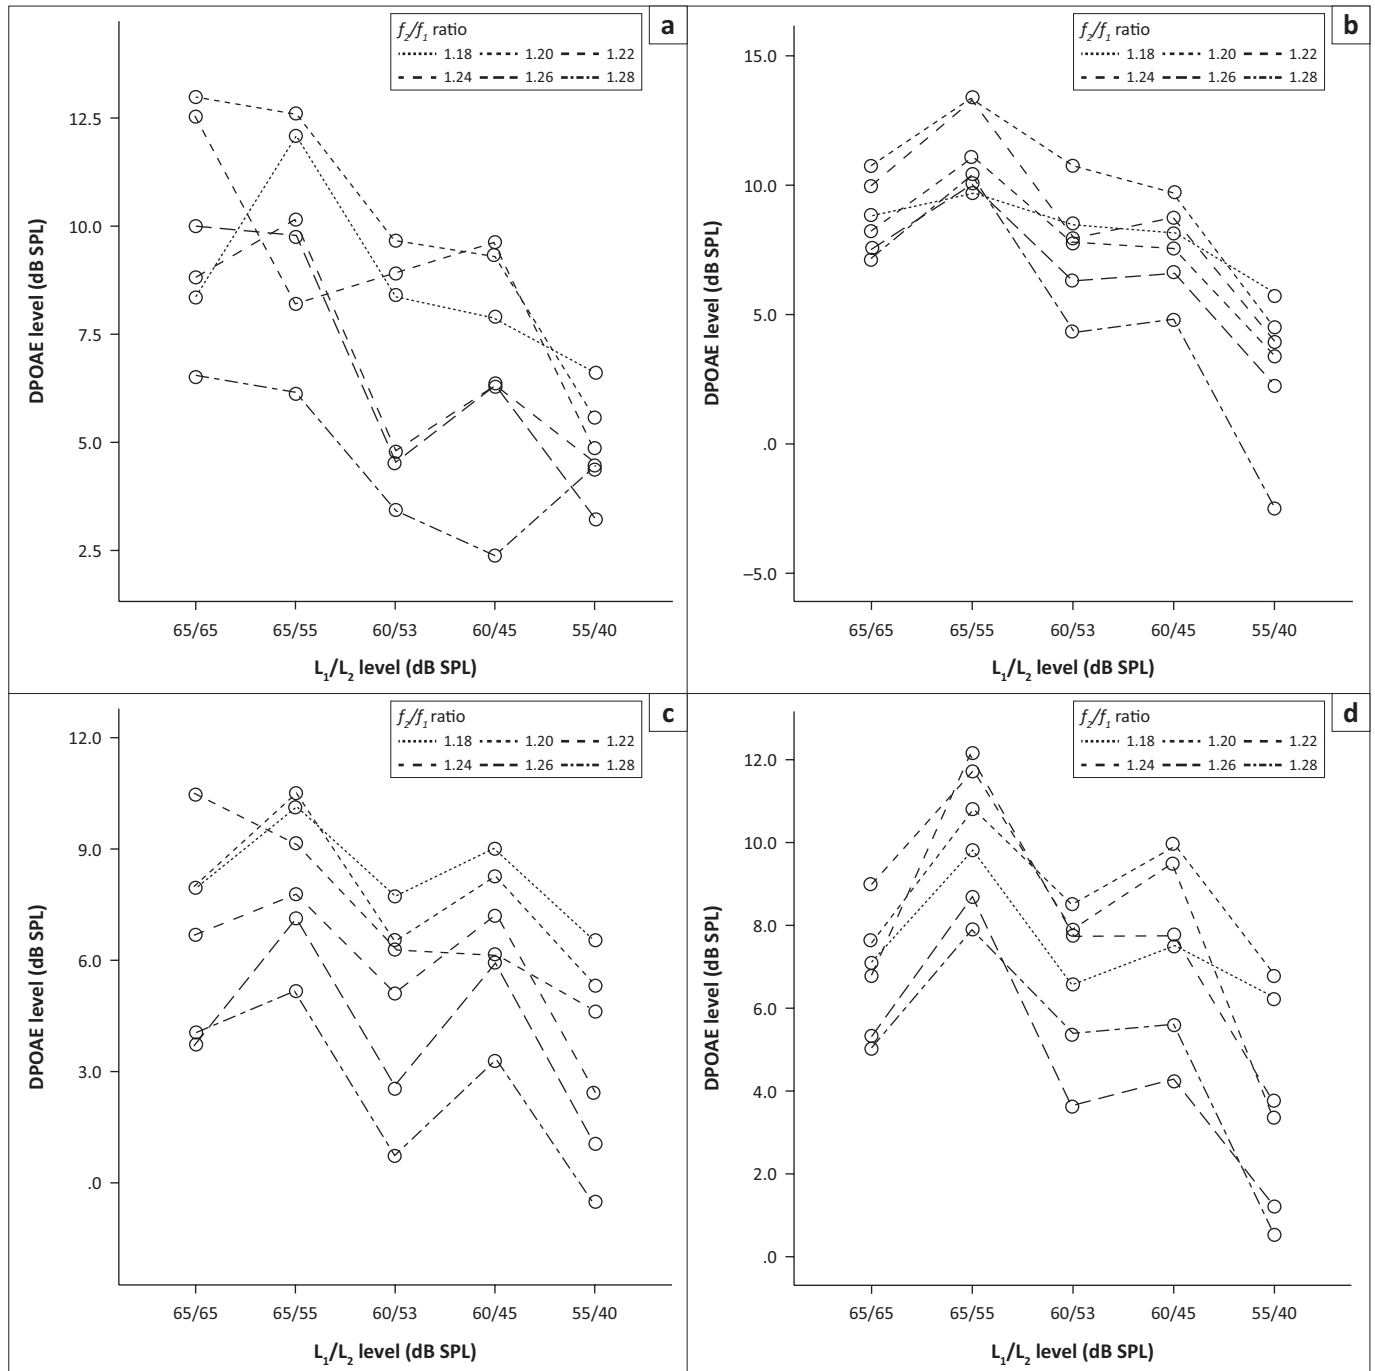 a
f₂/f₁ ratio
1.18 1.20 1.22
1.24 1.26 1.28
12.5
10.0
7.5
5.0
2.5
DPOAE level (dB SPL)
65/65 65/55 60/53 60/45 55/40
L₁/L₂ level (dB SPL)
b
f₂/f₁ ratio
1.18 1.20 1.22
1.24 1.26 1.28
15.0
10.0
5.0
.0
–5.0
DPOAE level (dB SPL)
65/65 65/55 60/53 60/45 55/40
L₁/L₂ level (dB SPL)
c
f₂/f₁ ratio
1.18 1.20 1.22
1.24 1.26 1.28
12.0
9.0
6.0
3.0
.0
DPOAE level (dB SPL)
65/65 65/55 60/53 60/45 55/40
L₁/L₂ level (dB SPL)
d
f₂/f₁ ratio
1.18 1.20 1.22
1.24 1.26 1.28
12.0
10.0
8.0
6.0
4.0
2.0
.0
DPOAE level (dB SPL)
65/65 65/55 60/53 60/45 55/40
L₁/L₂ level (dB SPL)